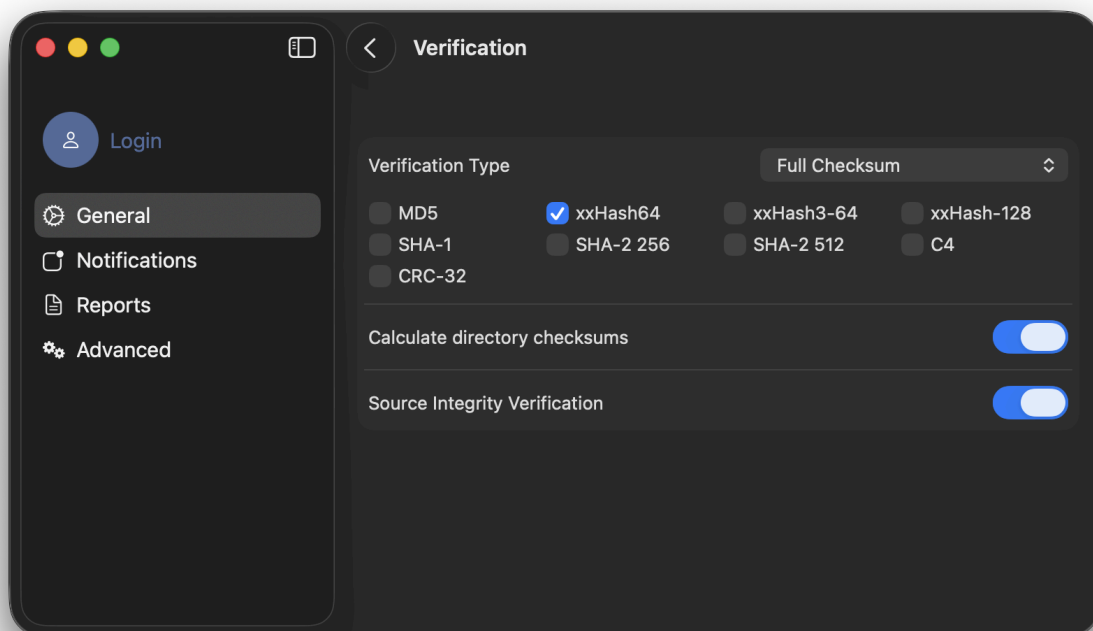 Verification
Login
General
Notifications
Reports
Advanced
Verification Type
Full Checksum
MD5 xxHash64 xxHash3-64 xxHash-128
SHA-1 SHA-2 256 SHA-2 512 C4
CRC-32
Calculate directory checksums
Source Integrity Verification